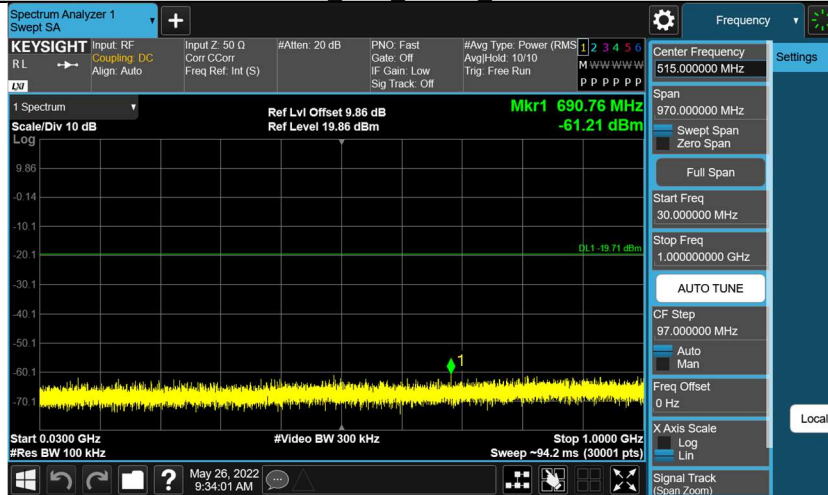 Spectrum Analyzer 1
Swept SA
+
Frequency
KEYSIGHT
RL
LXI
Input: RF
Coupling: DC
Align: Auto
Input Z: 50 Ω
Corr CCorr
Freq Ref: Int (S)
#Atten: 20 dB
PNO: Fast
Gate: Off
IF Gain: Low
Sig Track: Off
#Avg Type: Power (RMS
Avg|Hold: 10/10
Trig: Free Run
1 2 3 4 5 6
M W W W W W
P P P P P P
1 Spectrum
Scale/Div 10 dB
Log
Ref Lvl Offset 9.86 dB
Ref Level 19.86 dBm
Mkr1 690.76 MHz
-61.21 dBm
9.86
-0.14
-10.1
-20.1
-30.1
-40.1
-50.1
-60.1
-70.1
DL1 -19.71 dBm
1
Start 0.0300 GHz
#Res BW 100 kHz
#Video BW 300 kHz
Stop 1.0000 GHz
Sweep ~94.2 ms (30001 pts)
?
May 26, 2022
9:34:01 AM
Center Frequency
515.000000 MHz
Span
970.000000 MHz
Swept Span
Zero Span
Full Span
Start Freq
30.000000 MHz
Stop Freq
1.000000000 GHz
AUTO TUNE
CF Step
97.000000 MHz
Auto
Man
Freq Offset
0 Hz
X Axis Scale
Log
Lin
Signal Track
(Span Zoom)
Settings
Local